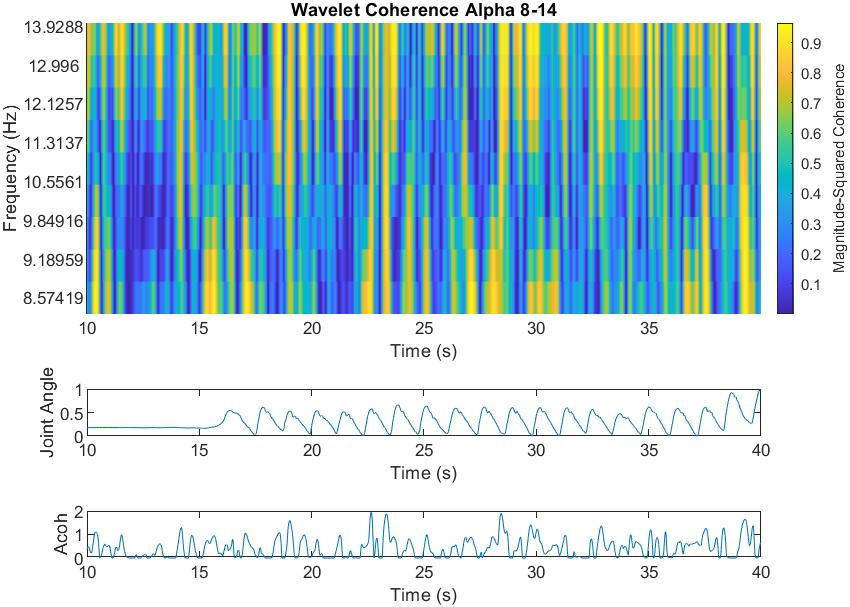 Wavelet Coherence Alpha 8-14
Frequency (Hz)
13.9288
12.996
12.1257
11.3137
10.5561
9.84916
9.18959
8.57419
10 15 20 25 30 35
Time (s)
0.9
0.8
0.7
0.6
0.5
0.4
0.3
0.2
0.1
Magnitude-Squared Coherence
Joint Angle
1
0.5
0
10 15 20 25 30 35 40
Time (s)
Acoh
2
1
0
10 15 20 25 30 35 40
Time (s)